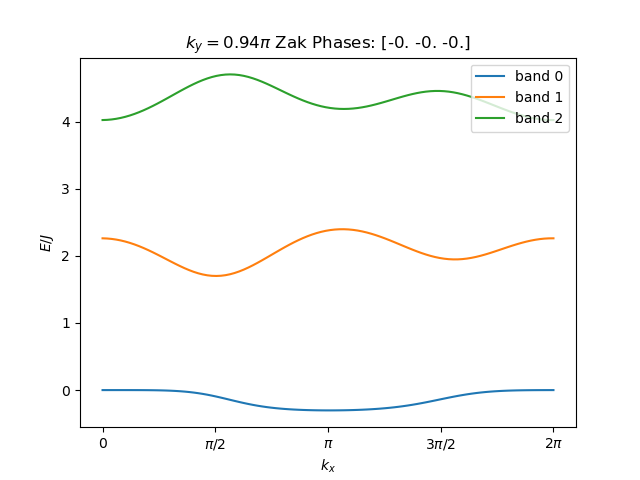 $k_y = 0.94\pi$ Zak Phases: [-0. -0. -0.]
band 0
band 1
band 2
4
3
2
1
0
E/J
0
π/2
π
3π/2
2π
$k_x$